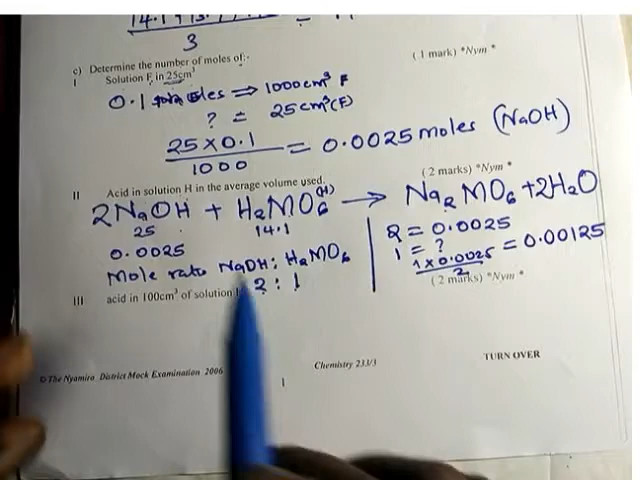 3
c) Determine the number of moles of:-
(1 mark) *Nym *
I Solution F in 25cm³
0.1 moles ⇒ 1000cm³ F
? = 25cm³(F)
25 x 0.1 / 1000 = 0.0025 moles (NaOH)
(2 marks) *Nym *
II Acid in solution H in the average volume used.
2NaOH + H2MO6 (H) → Na2MO6 + 2H2O
25 14.1
0.0025
2 = 0.0025
1 = ?
1 x 0.0025 / 2 = 0.00125
Mole rato NaOH : H2MO6
2 : 1
(2 marks) *Nym *
III acid in 100cm³ of solution
© The Nyamira District Mock Examination 2006
Chemistry 233/3
TURN OVER
1